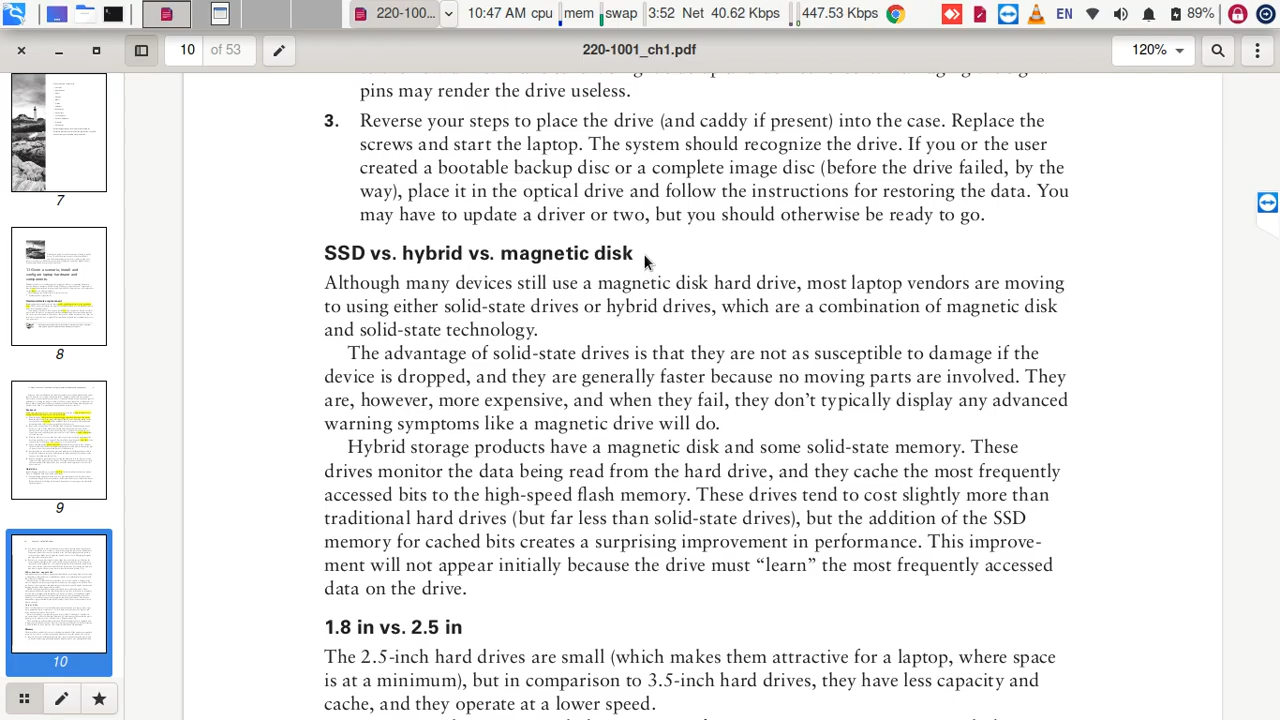 220-100
10:47 AM
cpu
mem
swap
3:52
Net
40.62 Kbps
447.53 Kbps
EN
89%
10
of 53
220-1001_ch1.pdf
120%
pins may render the drive useless.
3. Reverse your steps to place the drive and caddy if present) into the case. Replace the
screws and start the laptop. The system should recognize the drive. If you or the user
created a bootable backup disc or a complete image disc (before the drive failed, by the
way), place it in the optical drive and follow the instructions for restoring the data. You
may have to update a driver or two, but you should otherwise be ready to go.
SSD vs. hybrid vs. magnetic disk
Although many devices still use a magnetic disk hard drive, most laptop vendors are moving
to using either solid-state drives or hybrid drives, which are a combination of magnetic disk
and solid-state technology.
The advantage of solid-state drives is that they are not as susceptible to damage if the
device is dropped, and they are generally faster because no moving parts are involved. They
are, however, more expensive, and when they fail, they don't typically display any advanced
warning symptoms like a magnetic drive will do.
Hybrid drives generally have a magnetic disk and some solid-state memory. These
drives monitor the data being read from the hard drive, and they cache the most frequently
accessed bits to the high-speed flash memory. These drives tend to cost slightly more than
traditional hard drives (but far less than solid-state drives), but the addition of the SSD
memory for cached bits creates a surprising improvement in performance. This improve-
ment will not appear initially because the drive must “learn” the most frequently accessed
data on the drive.
1.8 in vs. 2.5 in
The 2.5-inch hard drives are small (which makes them attractive for a laptop, where space
is at a minimum), but in comparison to 3.5-inch hard drives, they have less capacity and
cache, and they operate at a lower speed.
7
8
9
10